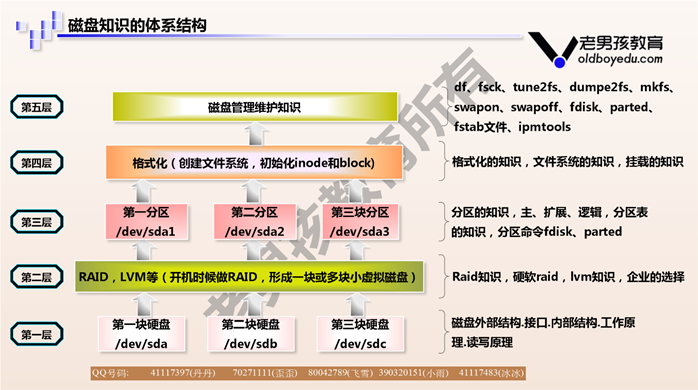 磁盘知识的体系结构
老男孩教育
oldboyedu.com
第五层
磁盘管理维护知识
df、fsck、tune2fs、dumpe2fs、mkfs、
swapon、swapoff、fdisk、parted、
fstab文件、ipmtools
第四层
格式化（创建文件系统，初始化inode和block)
格式化的知识，文件系统的知识，挂载的知识
第三层
第一分区
/dev/sda1
第二分区
/dev/sda2
第三块分区
/dev/sda3
分区的知识，主、扩展、逻辑，分区表
的知识，分区命令fdisk、parted
第二层
RAID，LVM等（开机时候做RAID，形成一块或多块小虚拟磁盘）
Raid知识，硬软raid，lvm知识，企业的选择
第一层
第一块硬盘
/dev/sda
第二块硬盘
/dev/sdb
第三块硬盘
/dev/sdc
磁盘外部结构.接口.内部结构.工作原
理.读写原理
老男孩教育所有
QQ号码: 41117397(丹丹) 70271111(歪歪) 80042789(飞雪) 390320151(小雨) 41117483(冰冰)